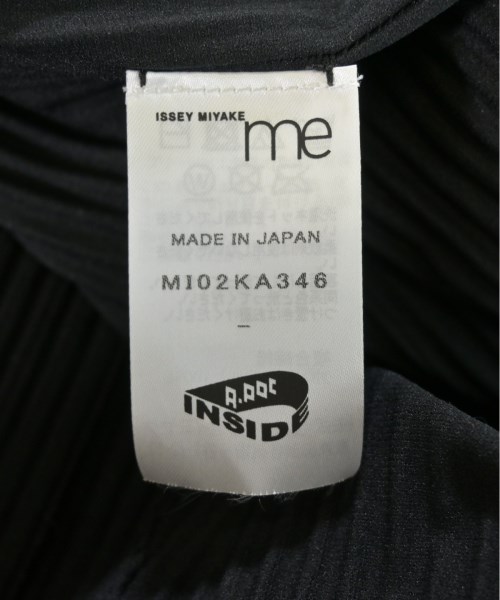 ISSEY MIYAKE
me
MADE IN JAPAN
MI02KA346
–
A.POC
INSIDE